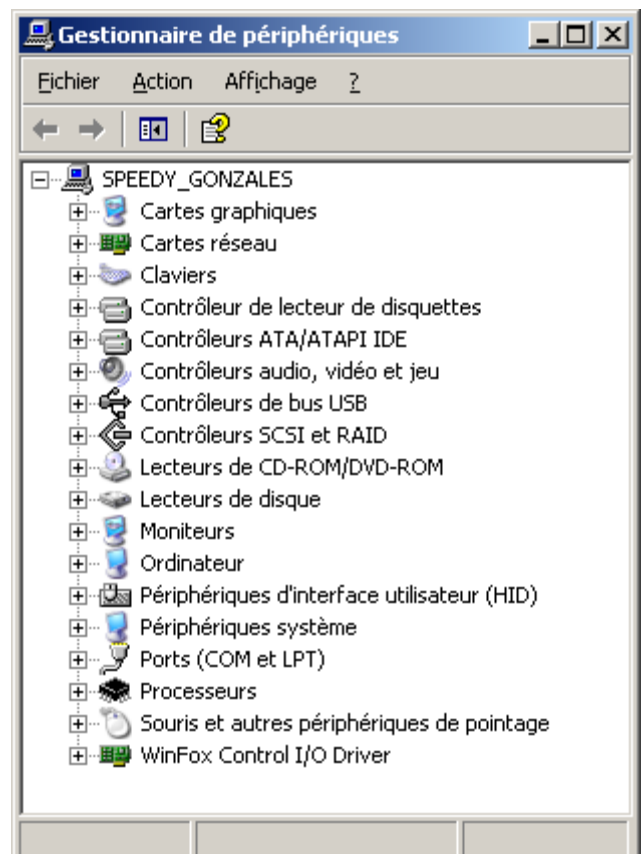 Gestionnaire de périphériques
Fichier Action Affichage ?
SPEEDY_GONZALES
Cartes graphiques
Cartes réseau
Claviers
Contrôleur de lecteur de disquettes
Contrôleurs ATA/ATAPI IDE
Contrôleurs audio, vidéo et jeu
Contrôleurs de bus USB
Contrôleurs SCSI et RAID
Lecteurs de CD-ROM/DVD-ROM
Lecteurs de disque
Moniteurs
Ordinateur
Périphériques d'interface utilisateur (HID)
Périphériques système
Ports (COM et LPT)
Processeurs
Souris et autres périphériques de pointage
WinFox Control I/O Driver